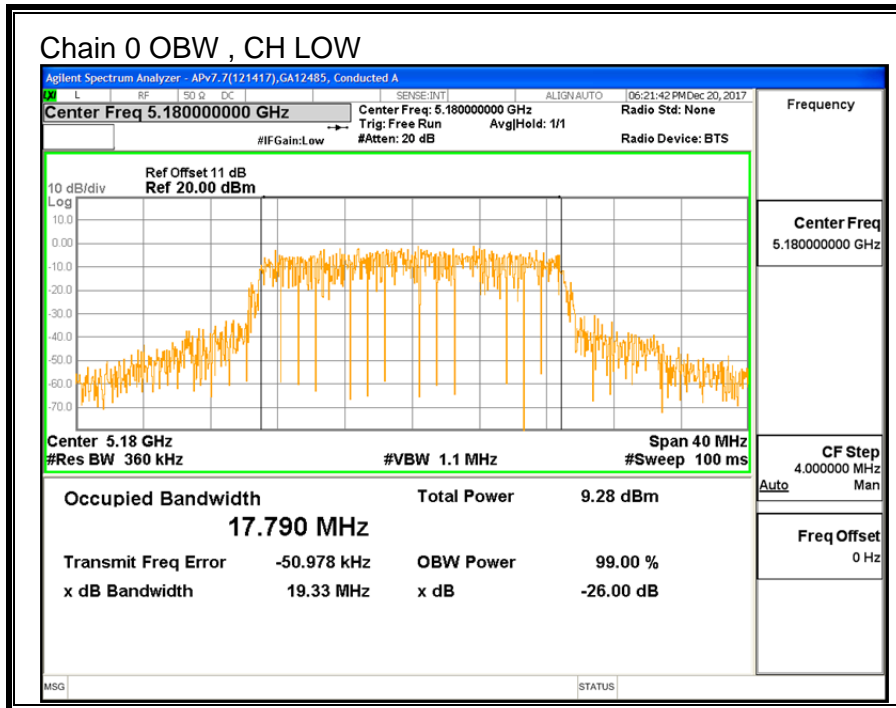 Chain 0 OBW , CH LOW
Agilent Spectrum Analyzer - APv7.7(121417),GA12485, Conducted A
LXI L RF 50 Ω DC SENSE:INT ALIGN AUTO 06:21:42 PM Dec 20, 2017
Center Freq 5.180000000 GHz
Center Freq: 5.180000000 GHz
Radio Std: None
Trig: Free Run Avg|Hold: 1/1
#IFGain:Low #Atten: 20 dB Radio Device: BTS
Frequency
Ref Offset 11 dB
10 dB/div Ref 20.00 dBm
Log
10.0
0.00
-10.0
-20.0
-30.0
-40.0
-50.0
-60.0
-70.0
Center 5.18 GHz Span 40 MHz
#Res BW 360 kHz #VBW 1.1 MHz #Sweep 100 ms
Center Freq
5.180000000 GHz
CF Step
4.000000 MHz
Auto Man
Freq Offset
0 Hz
Occupied Bandwidth Total Power 9.28 dBm
17.790 MHz
Transmit Freq Error -50.978 kHz OBW Power 99.00 %
x dB Bandwidth 19.33 MHz x dB -26.00 dB
MSG STATUS